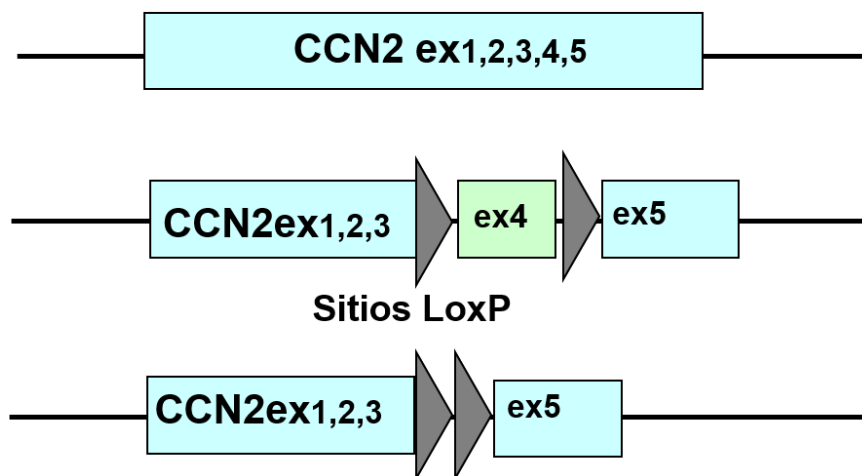 CCN2 ex1,2,3,4,5
CCN2ex1,2,3 ex4 ex5
Sitios LoxP
CCN2ex1,2,3 ex5